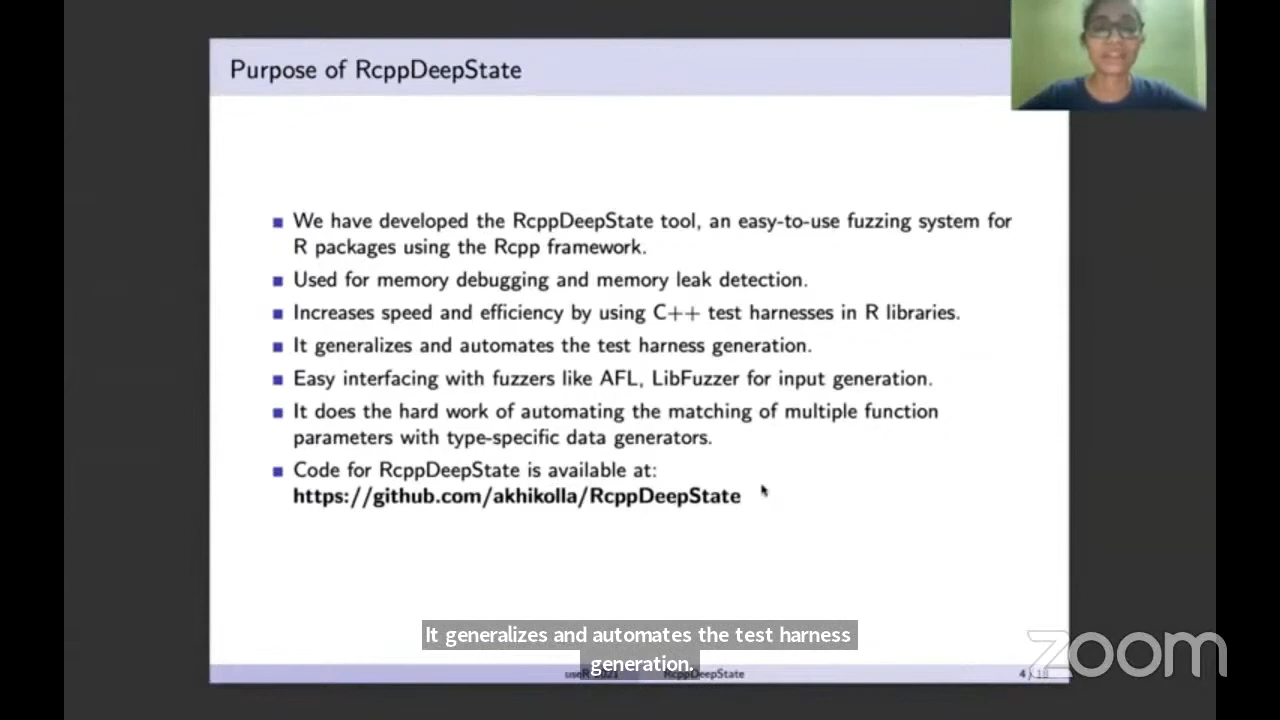 Purpose of RcppDeepState
We have developed the RcppDeepState tool, an easy-to-use fuzzing system for
R packages using the Rcpp framework.
Used for memory debugging and memory leak detection.
Increases speed and efficiency by using C++ test harnesses in R libraries.
It generalizes and automates the test harness generation.
Easy interfacing with fuzzers like AFL, LibFuzzer for input generation.
It does the hard work of automating the matching of multiple function
parameters with type-specific data generators.
Code for RcppDeepState is available at:
https://github.com/akhikolla/RcppDeepState
It generalizes and automates the test harness
generation.
zoom
useR 2021 RcppDeepState 4 / 18